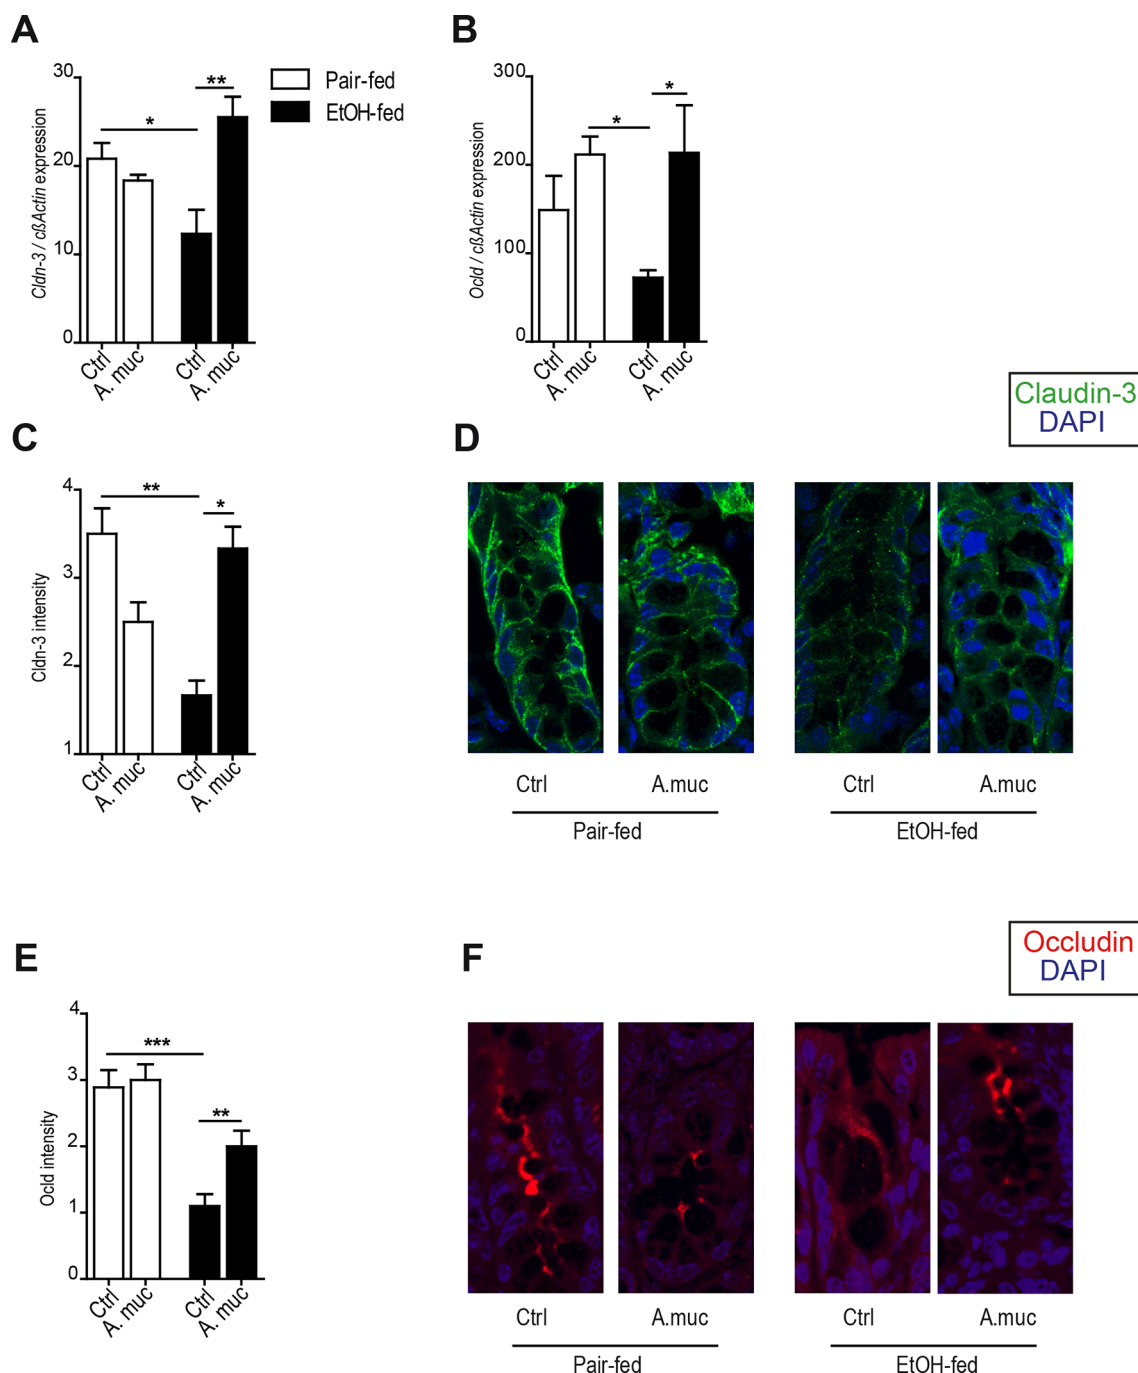 A
30
20
10
0
Cldn-3 / cßActin expression
*
**
Ctrl
A. muc
Ctrl
A. muc
Pair-fed
EtOH-fed
B
300
200
100
0
Ocld / cßActin expression
*
*
Ctrl
A. muc
Ctrl
A. muc
C
4
3
2
1
Cldn-3 intensity
**
*
Ctrl
A. muc
Ctrl
A. muc
D
Claudin-3
DAPI
Ctrl
A.muc
Ctrl
A.muc
Pair-fed
EtOH-fed
E
4
3
2
1
0
Ocld intensity
***
**
Ctrl
A. muc
Ctrl
A. muc
F
Occludin
DAPI
Ctrl
A.muc
Ctrl
A.muc
Pair-fed
EtOH-fed